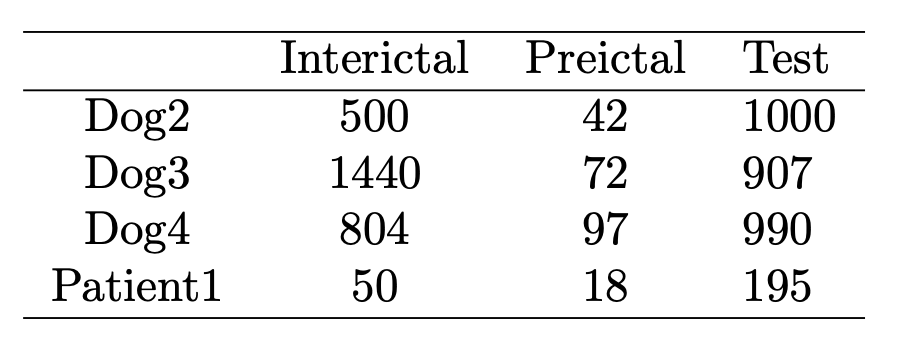 Interictal Preictal Test
Dog2 500 42 1000
Dog3 1440 72 907
Dog4 804 97 990
Patient1 50 18 195